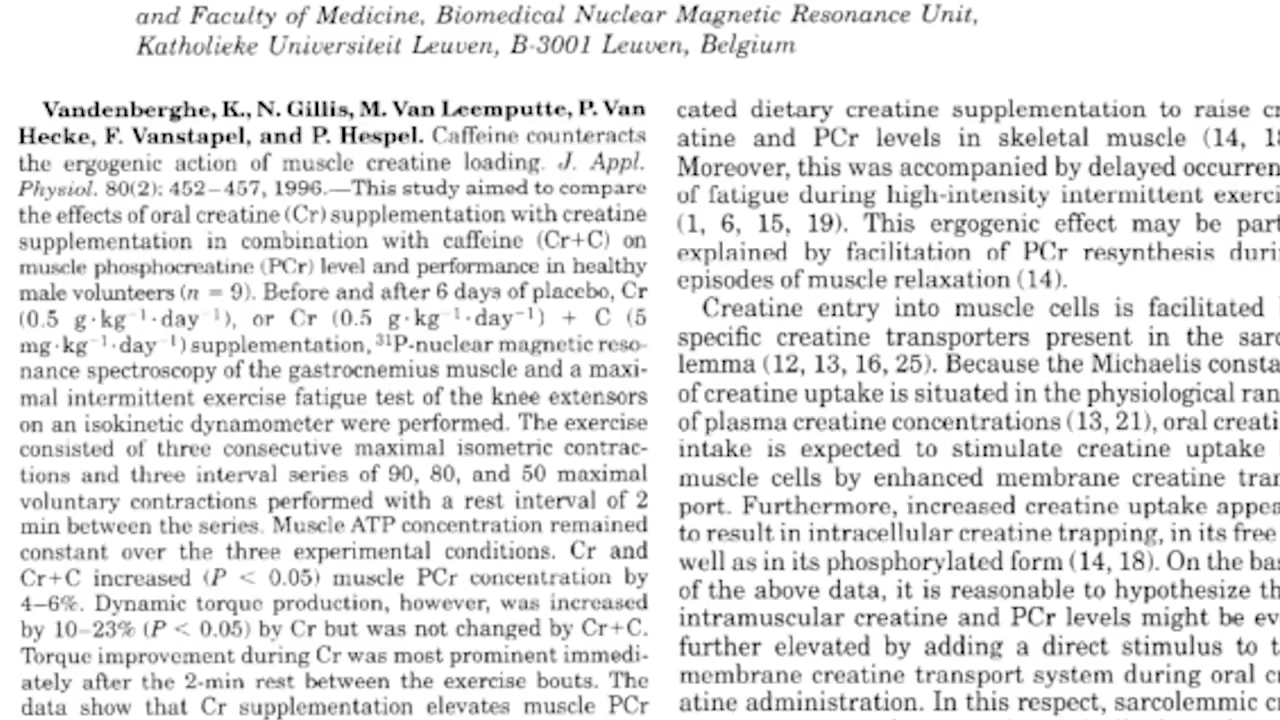 and Faculty of Medicine, Biomedical Nuclear Magnetic Resonance Unit,
Katholieke Universiteit Leuven, B-3001 Leuven, Belgium
Vandenberghe, K., N. Gillis, M. Van Leemputte, P. Van
Hecke, F. Vanstapel, and P. Hespel. Caffeine counteracts
the ergogenic action of muscle creatine loading. J. Appl.
Physiol. 80(2): 452–457, 1996.—This study aimed to compare
the effects of oral creatine (Cr) supplementation with creatine
supplementation in combination with caffeine (Cr+C) on
muscle phosphocreatine (PCr) level and performance in healthy
male volunteers (n = 9). Before and after 6 days of placebo, Cr
(0.5 g·kg⁻¹·day⁻¹), or Cr (0.5 g·kg⁻¹·day⁻¹) + C (5
mg·kg⁻¹·day⁻¹) supplementation, ³¹P-nuclear magnetic reso-
nance spectroscopy of the gastrocnemius muscle and a maxi-
mal intermittent exercise fatigue test of the knee extensors
on an isokinetic dynamometer were performed. The exercise
consisted of three consecutive maximal isometric contrac-
tions and three interval series of 90, 80, and 50 maximal
voluntary contractions performed with a rest interval of 2
min between the series. Muscle ATP concentration remained
constant over the three experimental conditions. Cr and
Cr+C increased (P < 0.05) muscle PCr concentration by
4–6%. Dynamic torque production, however, was increased
by 10–23% (P < 0.05) by Cr but was not changed by Cr+C.
Torque improvement during Cr was most prominent immedi-
ately after the 2-min rest between the exercise bouts. The
data show that Cr supplementation elevates muscle PCr
cated dietary creatine supplementation to raise cr
atine and PCr levels in skeletal muscle (14, 18
Moreover, this was accompanied by delayed occurren
of fatigue during high-intensity intermittent exerci
(1, 6, 15, 19). This ergogenic effect may be part
explained by facilitation of PCr resynthesis duri
episodes of muscle relaxation (14).
Creatine entry into muscle cells is facilitated
specific creatine transporters present in the sarc
lemma (12, 13, 16, 25). Because the Michaelis consta
of creatine uptake is situated in the physiological ran
of plasma creatine concentrations (13, 21), oral creati
intake is expected to stimulate creatine uptake
muscle cells by enhanced membrane creatine tran
port. Furthermore, increased creatine uptake appea
to result in intracellular creatine trapping, in its free
well as in its phosphorylated form (14, 18). On the bas
of the above data, it is reasonable to hypothesize th
intramuscular creatine and PCr levels might be ev
further elevated by adding a direct stimulus to t
membrane creatine transport system during oral cr
atine administration. In this respect, sarcolemmic c